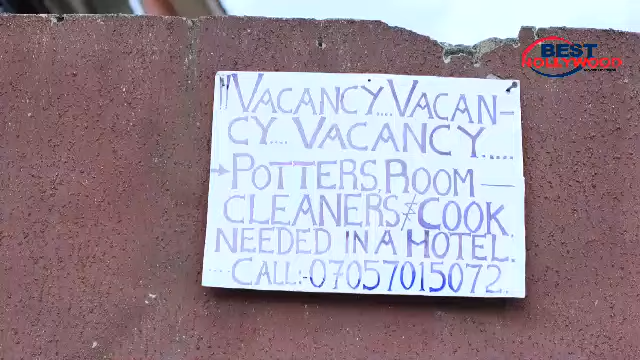 BEST
NOLLYWOOD
"VACANCY....VACAN-
CY.... VACANCY.....
→POTTERS, ROOM —
CLEANERS & COOK
NEEDED IN A HOTEL.
.... CALL:-07057015072.